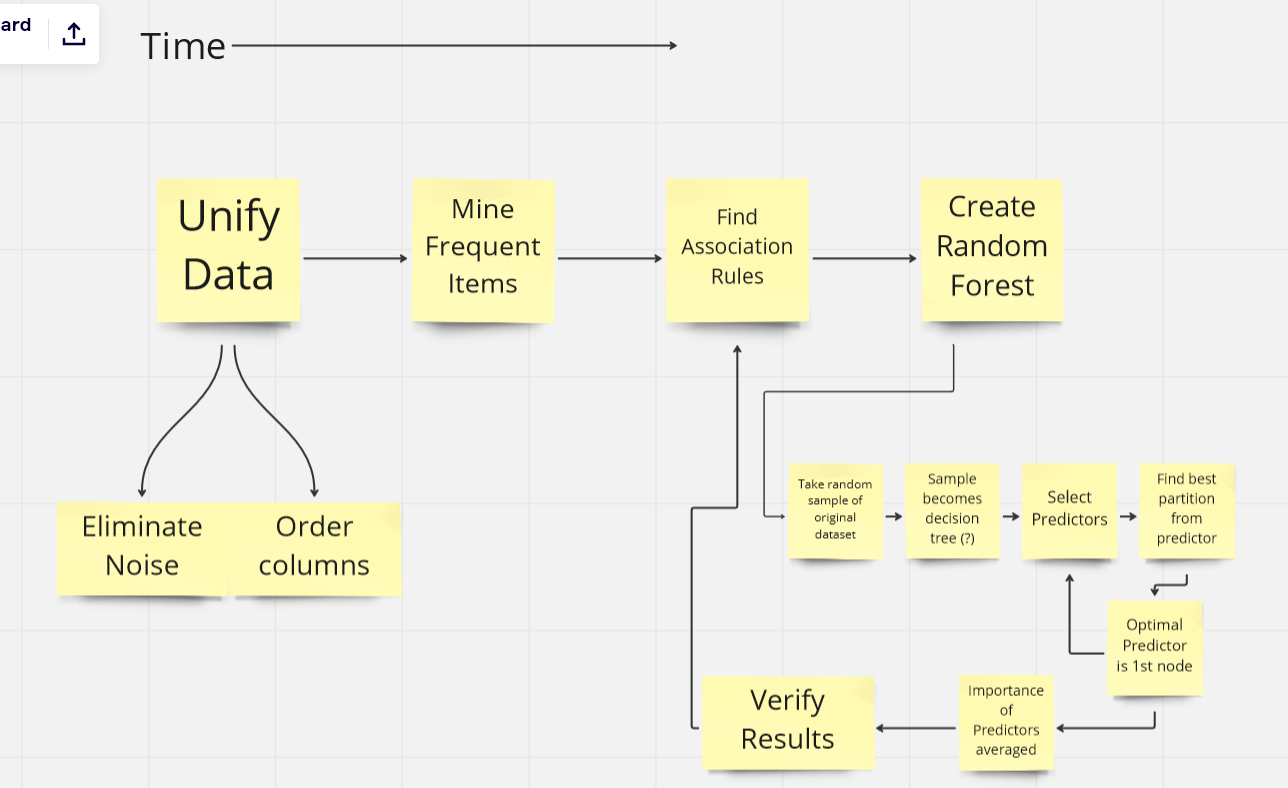 ard
Time
Unify
Data
Mine
Frequent
Items
Find
Association
Rules
Create
Random
Forest
Eliminate
Noise
Order
columns
Take random
sample of
original
dataset
Sample
becomes
decision
tree (?)
Select
Predictors
Find best
partition
from
predictor
Optimal
Predictor
is 1st node
Importance
of
Predictors
averaged
Verify
Results